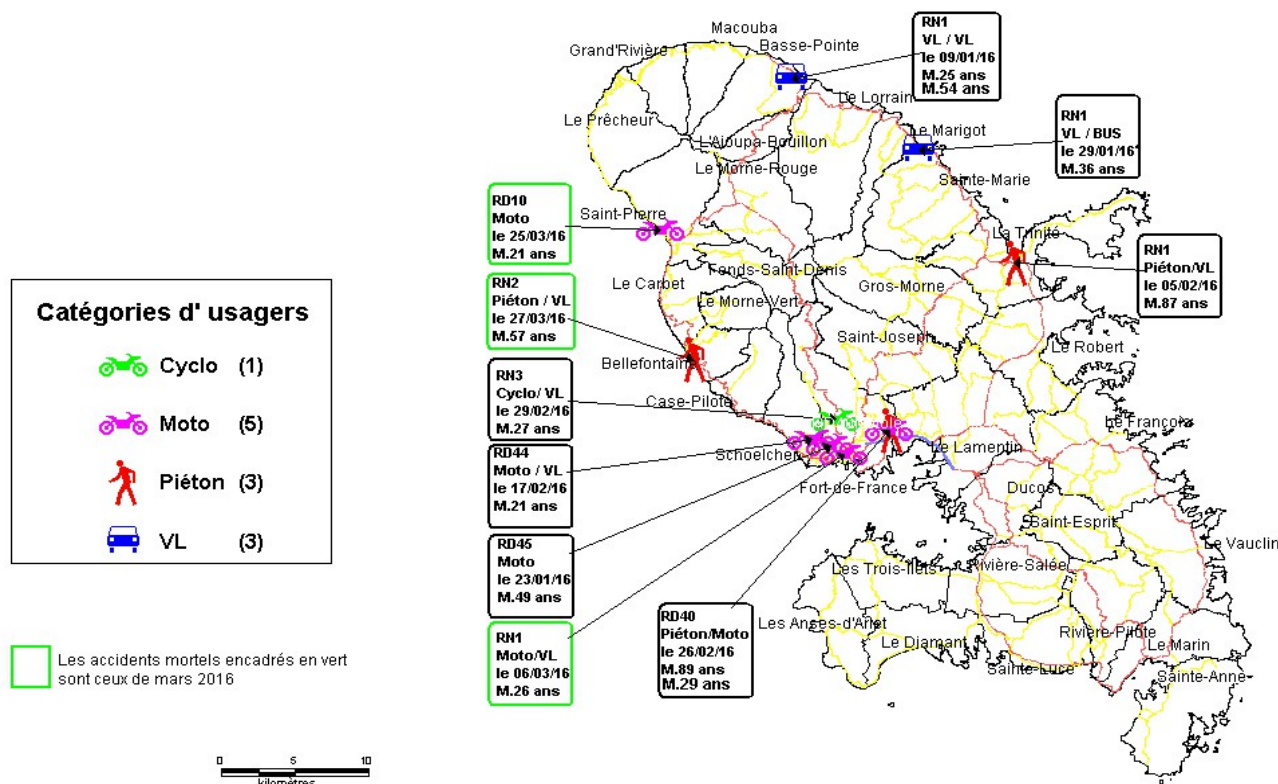 Macouba
Basse-Pointe
Grand'Rivière
Le Lorrain
Le Prêcheur
Le Marigot
L'Ajoupa-Bouillon
Le Morne-Rouge
Sainte-Marie
Saint-Pierre
La Trinité
Fonds-Saint-Denis
Le Carbet
Gros-Morne
Le Morne-Vert
Saint-Joseph
Le Robert
Bellefontaine
Case-Pilote
Le François
Schoelcher
Le Lamentin
Fort-de-France
Ducos
Saint-Esprit
Le Vauclin
Les Trois-Ilets
Rivière-Salée
Les Anses-d'Arlet
Le Diamant
Rivière-Pilote
Le Marin
Sainte-Luce
Sainte-Anne
RN1
VL / VL
le 09/01/16
M.25 ans
M.54 ans
RN1
VL / BUS
le 29/01/16
M.36 ans
RN1
Piéton/VL
le 05/02/16
M.87 ans
RD10
Moto
le 25/03/16
M.21 ans
RN2
Piéton / VL
le 27/03/16
M.57 ans
RN3
Cyclo/ VL
le 29/02/16
M.27 ans
RD44
Moto / VL
le 17/02/16
M.21 ans
RD45
Moto
le 23/01/16
M.49 ans
RN1
Moto/VL
le 06/03/16
M.26 ans
RD40
Piéton/Moto
le 26/02/16
M.89 ans
M.29 ans
Catégories d' usagers
Cyclo (1)
Moto (5)
Piéton (3)
VL (3)
Les accidents mortels encadrés en vert
sont ceux de mars 2016
0 5 10
kilomètres